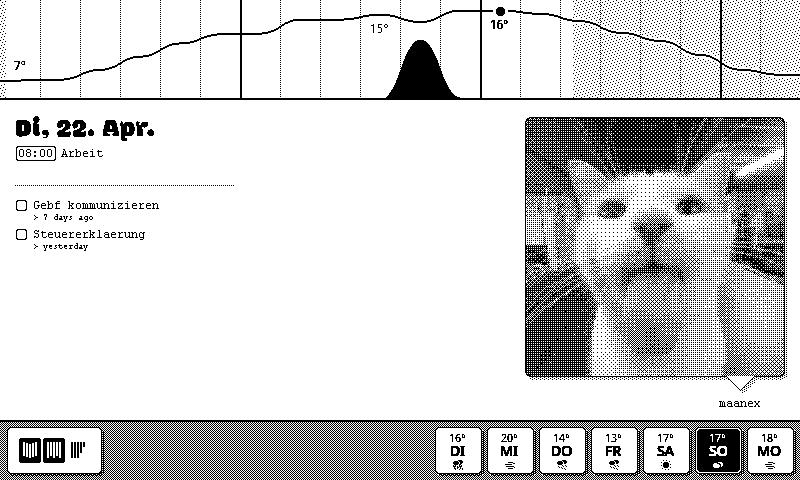 7°
15°
16°
Di, 22. Apr.
08:00 Arbeit
Gebf kommunizieren
> 7 days ago
Steuererklaerung
> yesterday
maanex
16° 20° 14° 13° 17° 17° 18°
DI MI DO FR SA SO MO